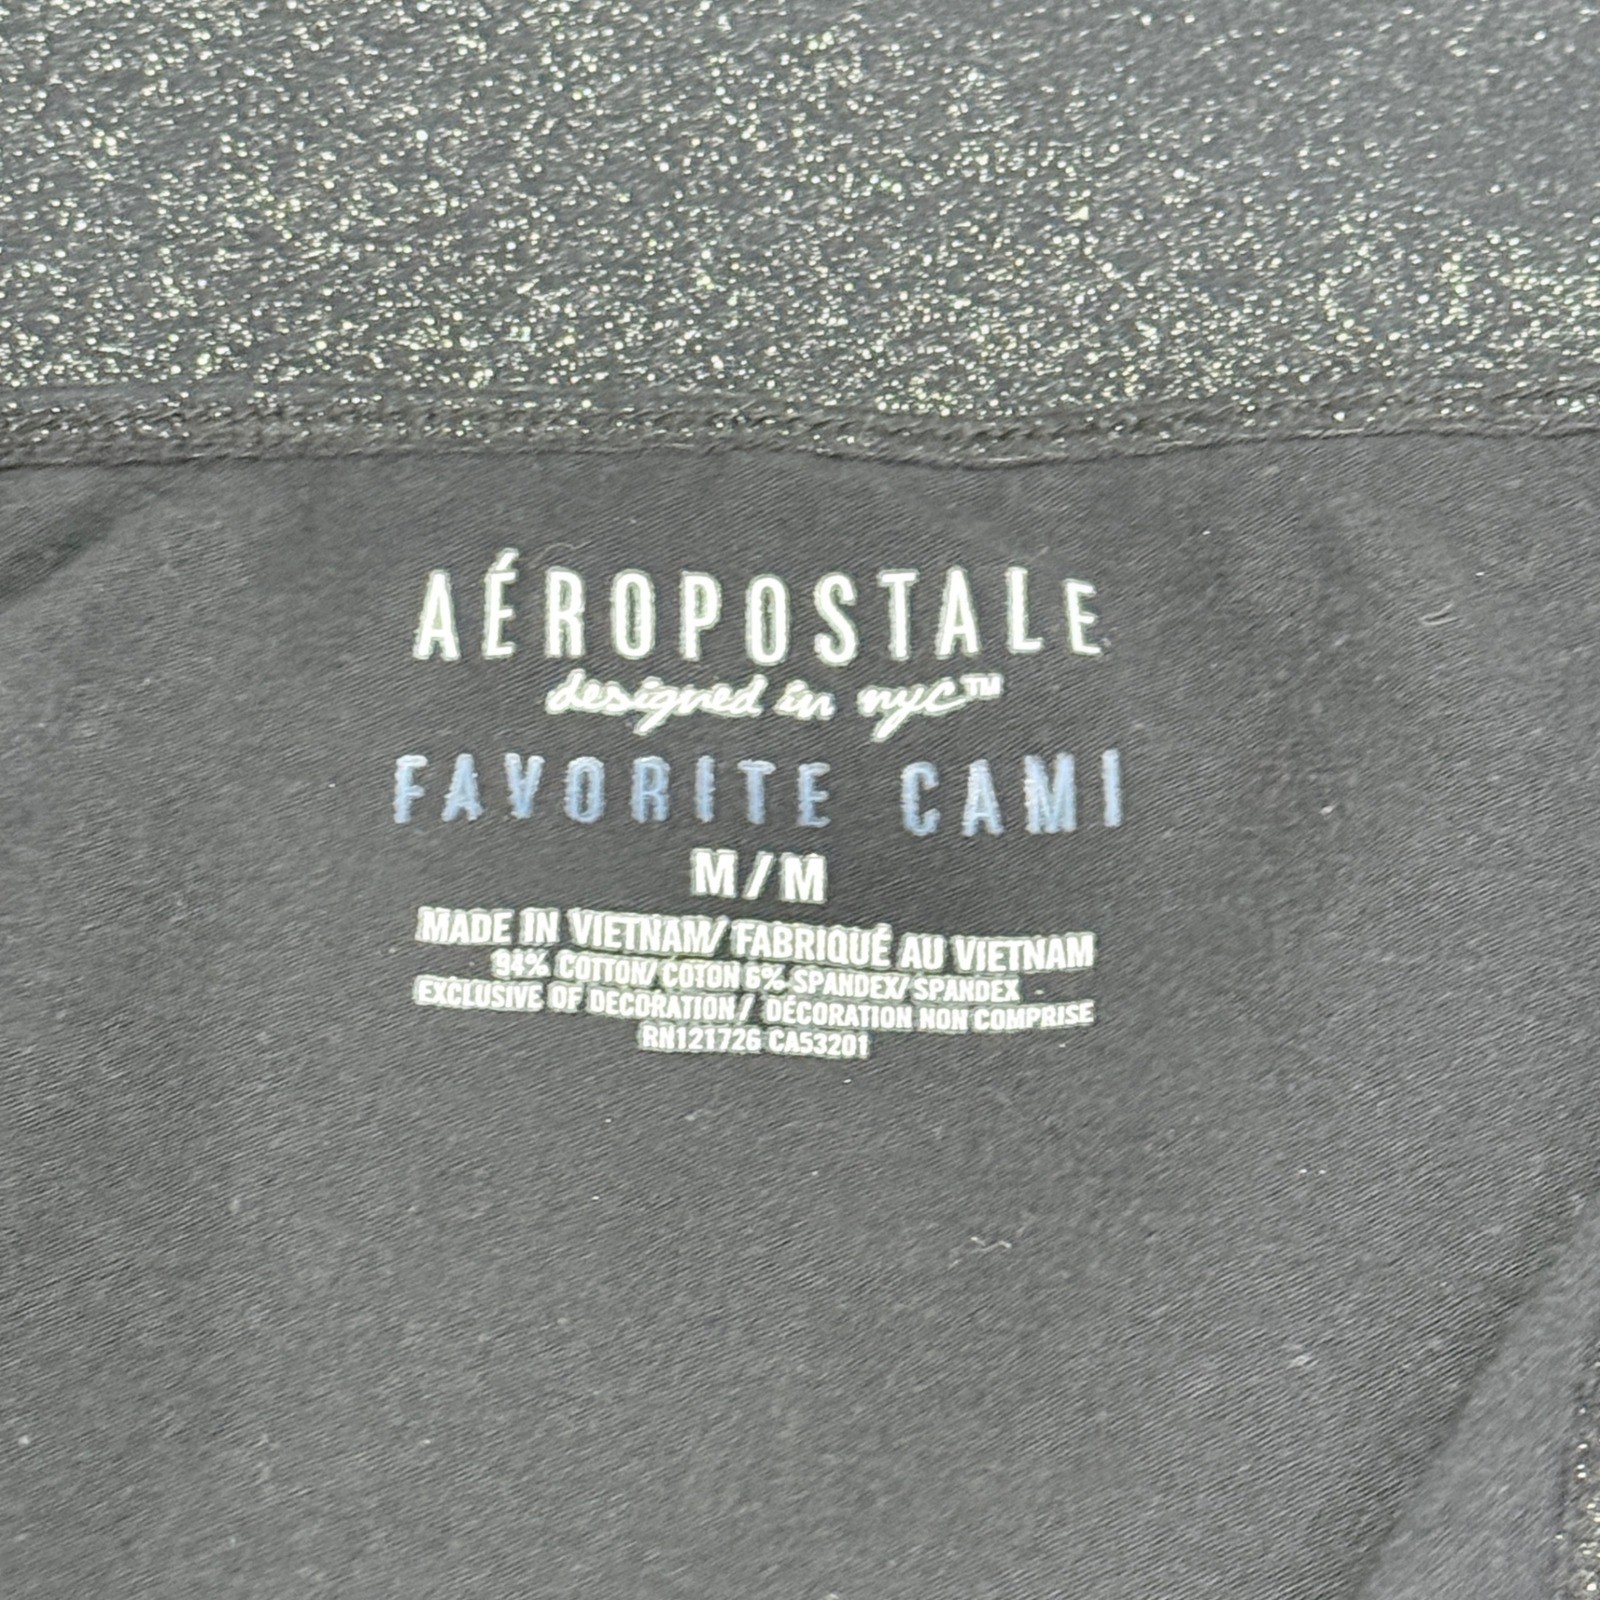 AÉROPOSTALE
designed in nyc™
FAVORITE CAMI
M/M
MADE IN VIETNAM/ FABRIQUÉ AU VIETNAM
94% COTTON/ COTON 6% SPANDEX/ SPANDEX
EXCLUSIVE OF DECORATION / DÉCORATION NON COMPRISE
RN121726 CA53201